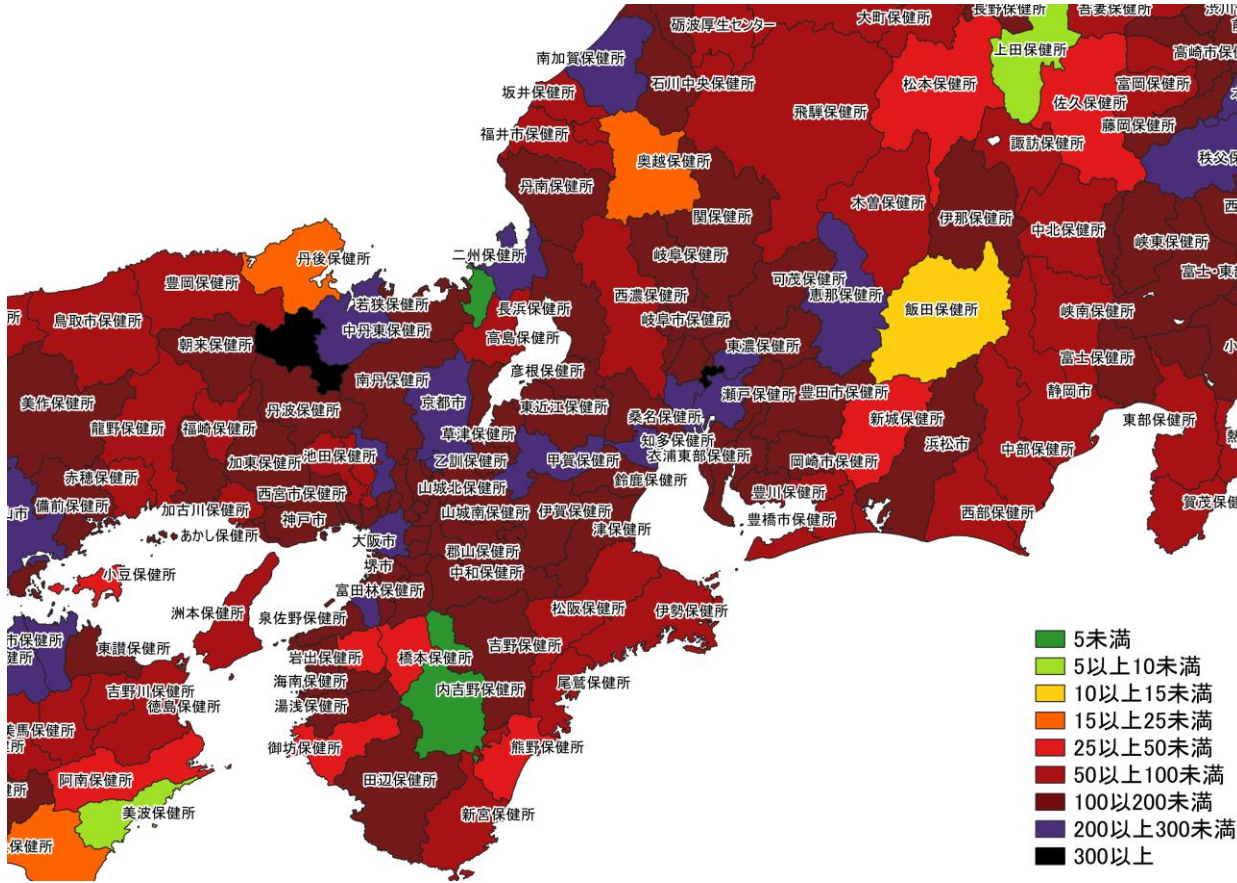 長野保健所
吾妻保健所
渋川市
砺波厚生センター
大町保健所
南加賀保健所
上田保健所
高崎市保健
石川中央保健所
松本保健所
富岡保健所
坂井保健所
佐久保健所
飛騨保健所
藤岡保健所
福井市保健所
諏訪保健所
秩父保
奥越保健所
丹南保健所
木曽保健所
関保健所
伊那保健所
中北保健所
峡東保健所
二州保健所
岐阜保健所
丹後保健所
富士・東部
豊岡保健所
可茂保健所
恵那保健所
若狭保健所
西濃保健所
長浜保健所
飯田保健所
峡南保健所
所
鳥取市保健所
中丹東保健所
岐阜市保健所
高島保健所
朝来保健所
東濃保健所
富士保健所
小
彦根保健所
南丹保健所
瀬戸保健所
豊田市保健所
静岡市
美作保健所
京都市
丹波保健所
東近江保健所
桑名保健所
新城保健所
東部保健所
龍野保健所
福崎保健所
草津保健所
知多保健所
浜松市
熱
加東保健所
池田保健所
乙訓保健所
甲賀保健所
衣浦東部保健所
岡崎市保健所
中部保健所
赤穂保健所
鈴鹿保健所
西宮市保健所
山城北保健所
豊川保健所
備前保健所
賀茂保健
加古川保健所
山城南保健所
伊賀保健所
西部保健所
山市
神戸市
豊橋市保健所
津保健所
あかし保健所
大阪市
郡山保健所
堺市
中和保健所
小豆保健所
富田林保健所
洲本保健所
松阪保健所
伊勢保健所
泉佐野保健所
市保健所
東讃保健所
吉野保健所
健所
岩出保健所
橋本保健所
海南保健所
尾鷲保健所
吉野川保健所
内吉野保健所
徳島保健所
湯浅保健所
美馬保健所
健所
御坊保健所
熊野保健所
阿南保健所
田辺保健所
健所
美波保健所
新宮保健所
保健所
5未満
5以上10未満
10以上15未満
15以上25未満
25以上50未満
50以上100未満
100以200未満
200以上300未満
300以上